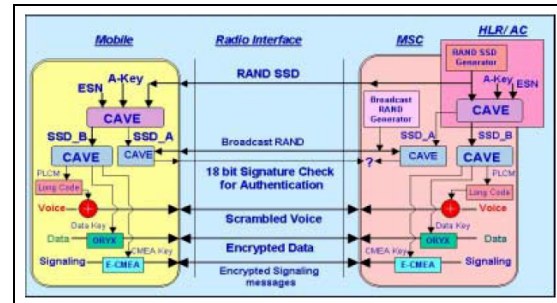 Mobile
Radio Interface
MSC
HLR/ AC
RAND SSD
Generator
A-Key
ESN
RAND SSD
A-Key
ESN
CAVE
CAVE
Broadcast
RAND
Generator
SSD_B
SSD_A
Broadcast RAND
SSD_A
SSD_B
CAVE
CAVE
?
CAVE
CAVE
18 bit Signature Check
for Authentication
PLCM
Long Code
PLCM
Long Code
Voice
Scrambled Voice
Voice
Data Key
Data Key
Data
ORYX
Encrypted Data
ORYX
Data
CMEA Key
CMEA Key
Signaling
E-CMEA
Encrypted Signaling
messages
E-CMEA
Signaling